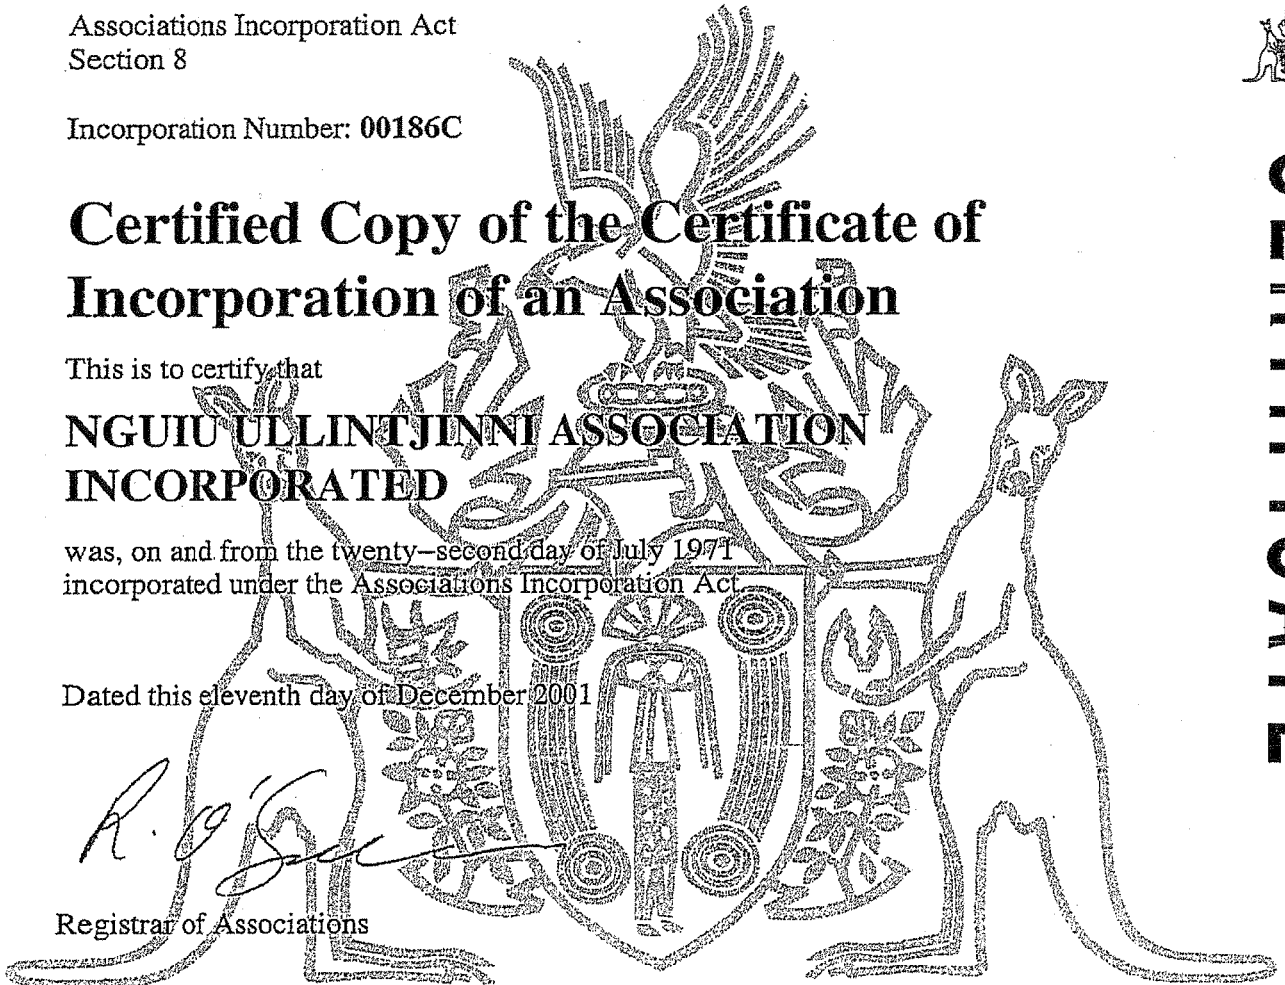 Associations Incorporation Act
Section 8
Incorporation Number: 00186C
Certified Copy of the Certificate of
Incorporation of an Association
This is to certify that
NGUIU ULLINTJINNI ASSOCIATION
INCORPORATED
was, on and from the twenty–second day of July 1971
incorporated under the Associations Incorporation Act.
Dated this eleventh day of December 2001
R. O'Sullivan
Registrar of Associations